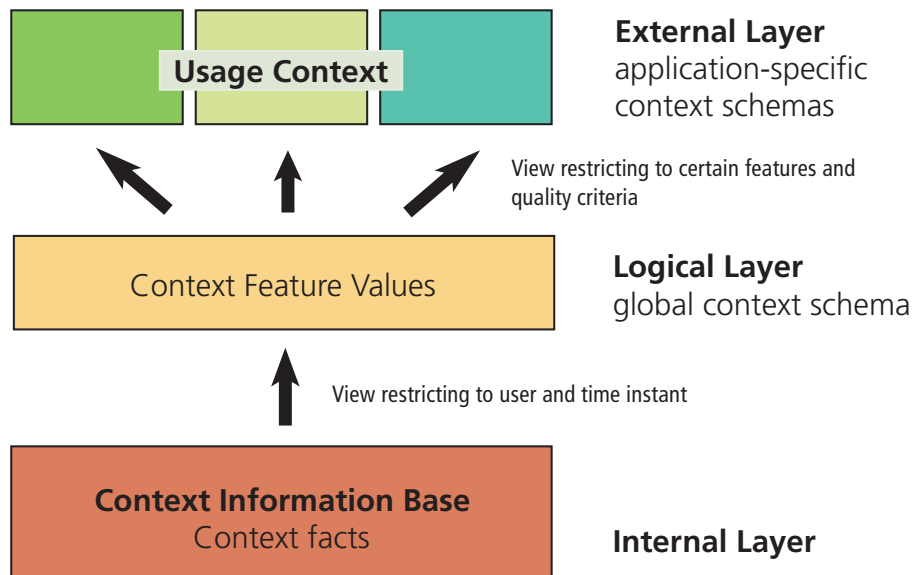 Usage Context
External Layer
application-specific
context schemas
View restricting to certain features and
quality criteria
Context Feature Values
Logical Layer
global context schema
View restricting to user and time instant
Context Information Base
Context facts
Internal Layer